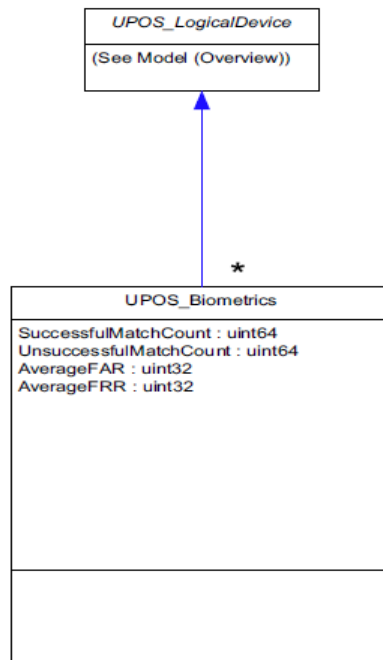 UPOS_LogicalDevice
(See Model (Overview))
*
UPOS_Biometrics
SuccessfulMatchCount : uint64
UnsuccessfulMatchCount : uint64
AverageFAR : uint32
AverageFRR : uint32